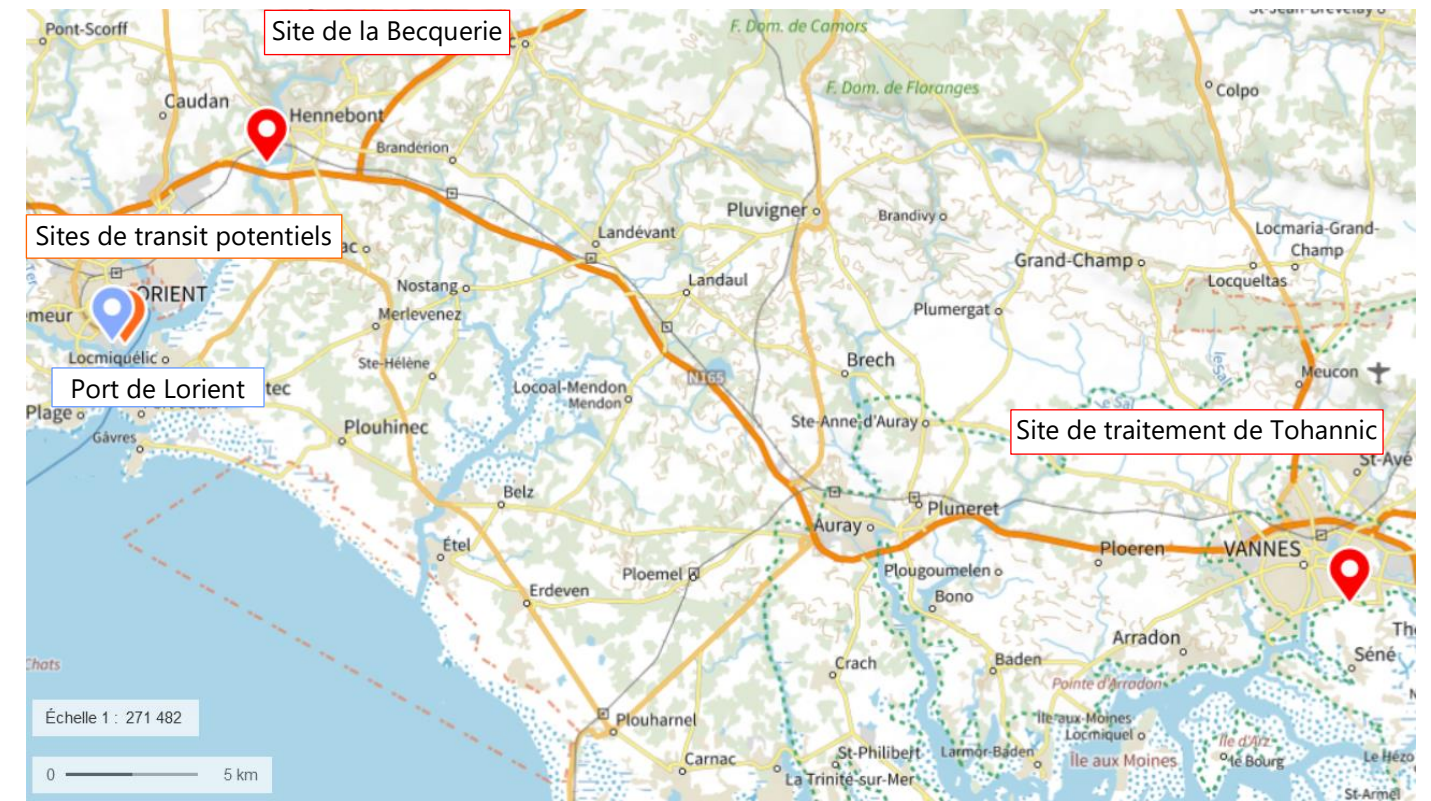 Pont-Scorff
Site de la Becquerie
F. Dom. de Camors
Caudan
Hennebont
F. Dom. de Floranges
Colpo
Branderion
Pluvigner
Brandivy
Sites de transit potentiels
Landévant
Locmaria-Grand-
Champ
Grand-Champ
Locqueltas
Nostang
Landaul
ORIENT
Merlevenez
Plumergat
Locmiquélic
Ste-Hélène
Brech
Meucon
Port de Lorient
N165
Locoal-Mendon
Mendon
le Sal
Plage
Gâvres
Plouhinec
Ste-Anne-d'Auray
Site de traitement de Tohannic
St-Avé
Belz
Pluneret
Auray
Étel
Ploeren
VANNES
Ploemel
Plougoumelen
Erdeven
Bono
Arradon
Séné
Crach
Baden
Pointe d'Arradon
Échelle 1 : 271 482
Plouharnel
Île-aux-Moines
Locmiquel
Île d'Arz
le Bourg
Carnac
St-Philibert
Larmor-Baden
Île aux Moines
Le Hézo
0 5 km
La Trinité-sur-Mer
St-Armel